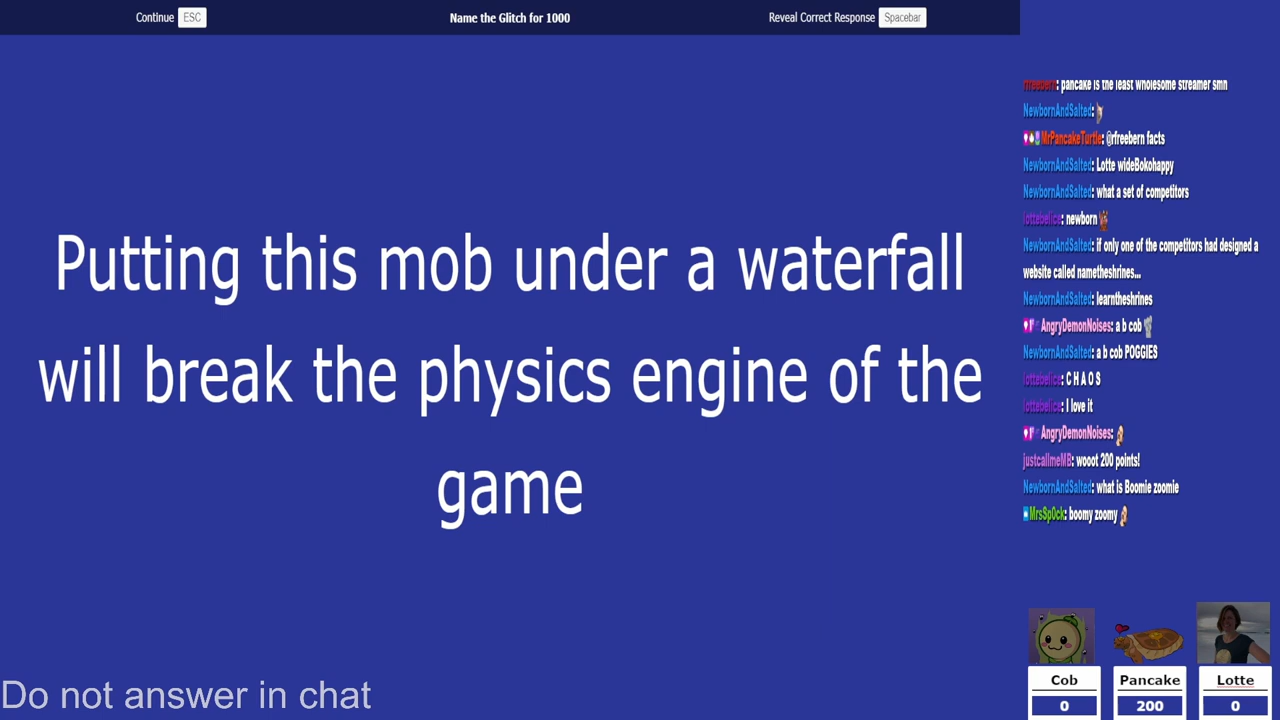 Continue ESC
Name the Glitch for 1000
Reveal Correct Response Spacebar
Putting this mob under a waterfall
will break the physics engine of the
game
Do not answer in chat
rfreebern: pancake is the least wholesome streamer smh
NewbornAndSalted:
MrPancakeTurtle: @rfreebern facts
NewbornAndSalted: Lotte wideBokohappy
NewbornAndSalted: what a set of competitors
lottebelice: newborn
NewbornAndSalted: if only one of the competitors had designed a
website called nametheshrines...
NewbornAndSalted: learntheshrines
AngryDemonNoises: a b cob
NewbornAndSalted: a b cob POGGIES
lottebelice: C H A O S
lottebelice: I love it
AngryDemonNoises:
justcallmeMB: wooot 200 points!
NewbornAndSalted: what is Boomie zoomie
MrsSp0ck: boomy zoomy
Cob
0
Pancake
200
Lotte
0